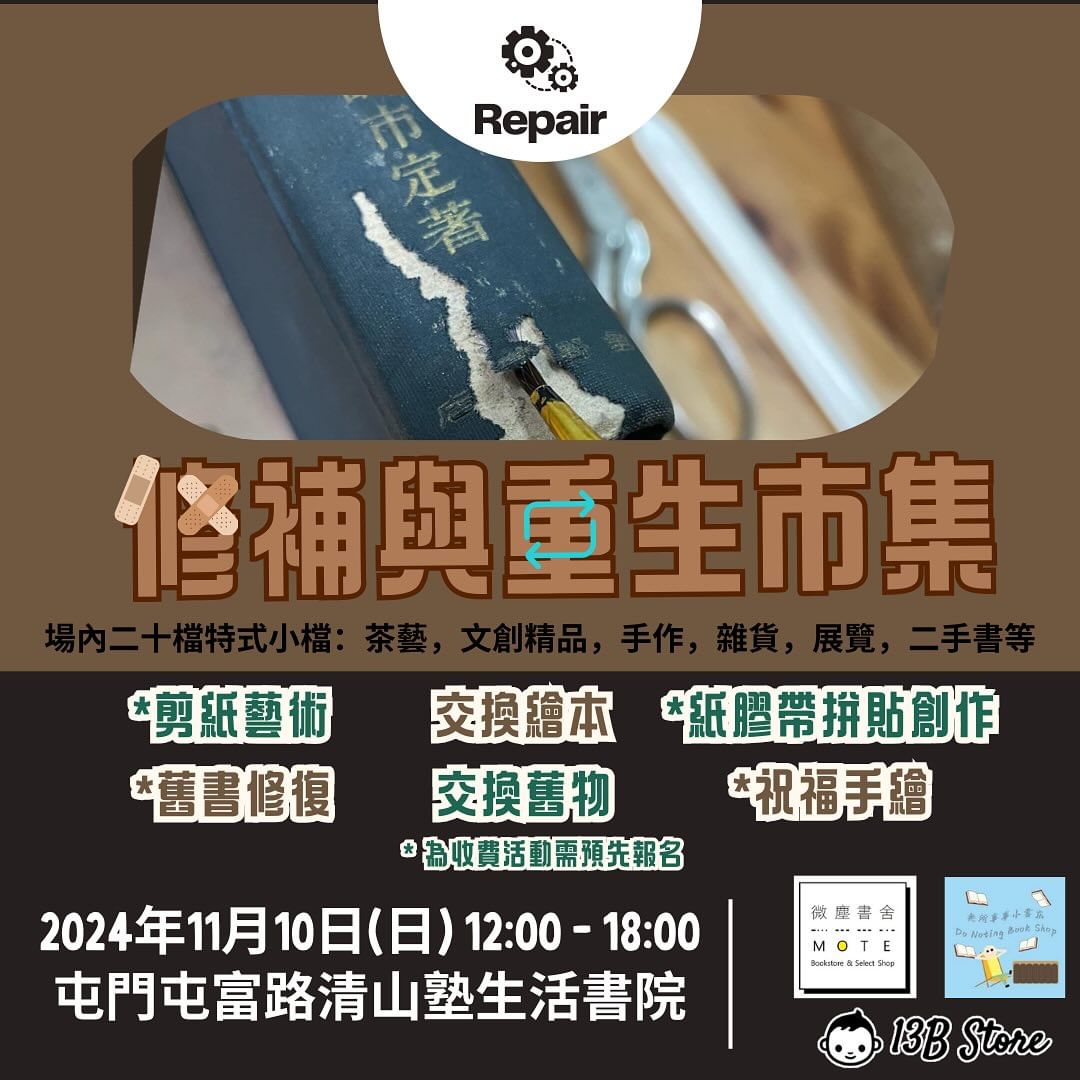 Repair
市定著
修補與重生市集
場內二十檔特式小檔：茶藝，文創精品，手作，雜貨，展覽，二手書等
*剪紙藝術 交換繪本 *紙膠帶拼貼創作
*舊書修復 交換舊物 *祝福手繪
* 為收費活動需預先報名
2024年11月10日(日) 12:00 - 18:00
屯門屯富路清山塾生活書院
微塵書舍
MOTE
Bookstore & Select Shop
無所事事小書店
Do Noting Book Shop
13B Store